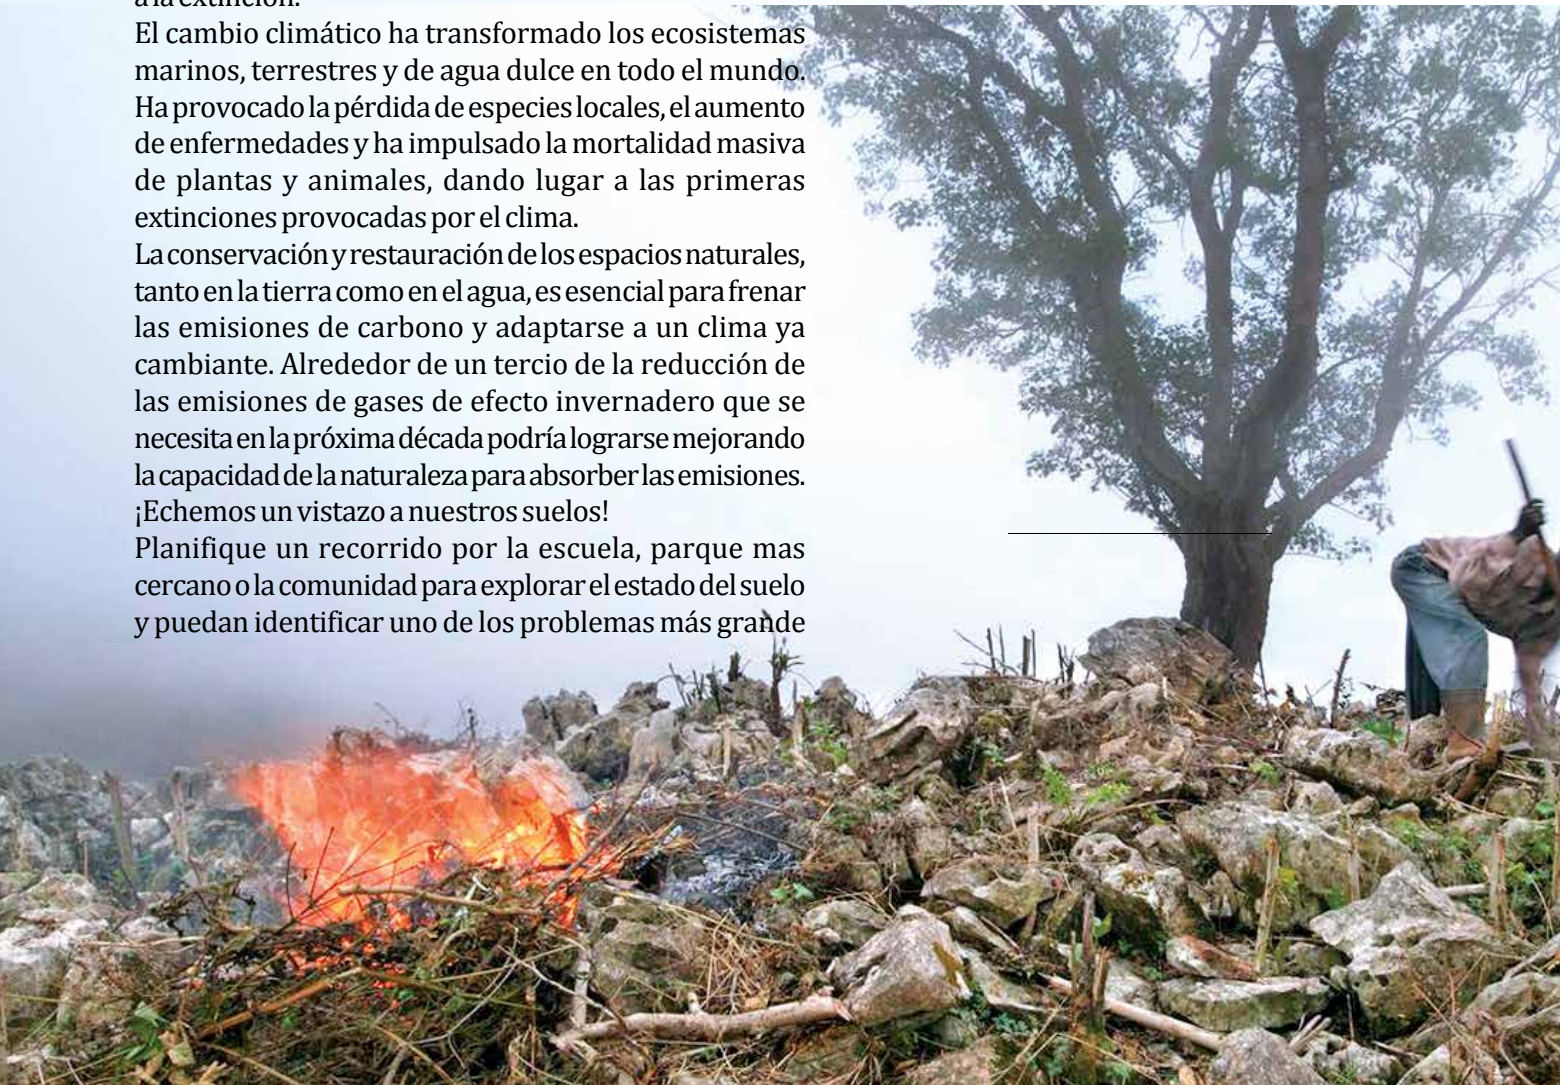 a la extinción.
El cambio climático ha transformado los ecosistemas
marinos, terrestres y de agua dulce en todo el mundo.
Ha provocado la pérdida de especies locales, el aumento
de enfermedades y ha impulsado la mortalidad masiva
de plantas y animales, dando lugar a las primeras
extinciones provocadas por el clima.
La conservación y restauración de los espacios naturales,
tanto en la tierra como en el agua, es esencial para frenar
las emisiones de carbono y adaptarse a un clima ya
cambiante. Alrededor de un tercio de la reducción de
las emisiones de gases de efecto invernadero que se
necesita en la próxima década podría lograrse mejorando
la capacidad de la naturaleza para absorber las emisiones.
¡Echemos un vistazo a nuestros suelos!
Planifique un recorrido por la escuela, parque mas
cercano o la comunidad para explorar el estado del suelo
y puedan identificar uno de los problemas más grande